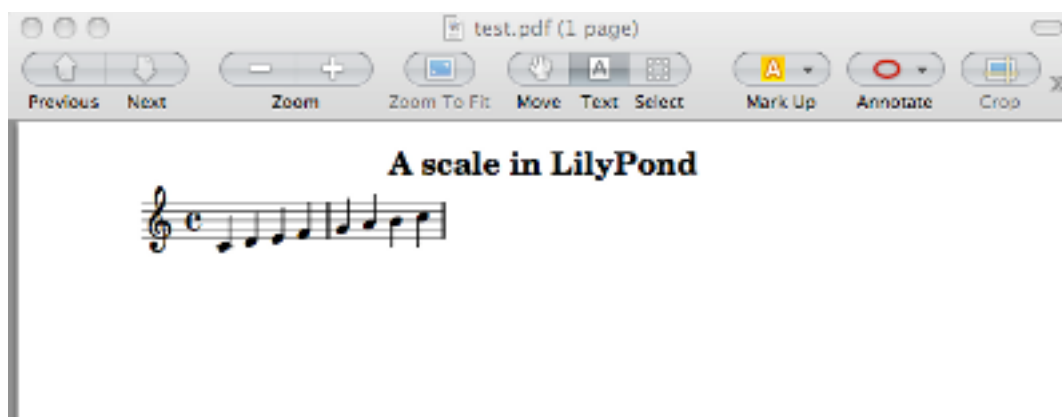 test.pdf (1 page)
Previous Next Zoom Zoom To Fit Move Text Select Mark Up Annotate Crop
A scale in LilyPond